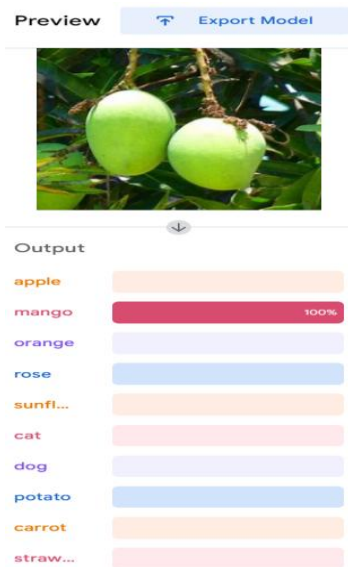 Preview
Export Model
Output
apple
mango 100%
orange
rose
sunfl...
cat
dog
potato
carrot
straw...